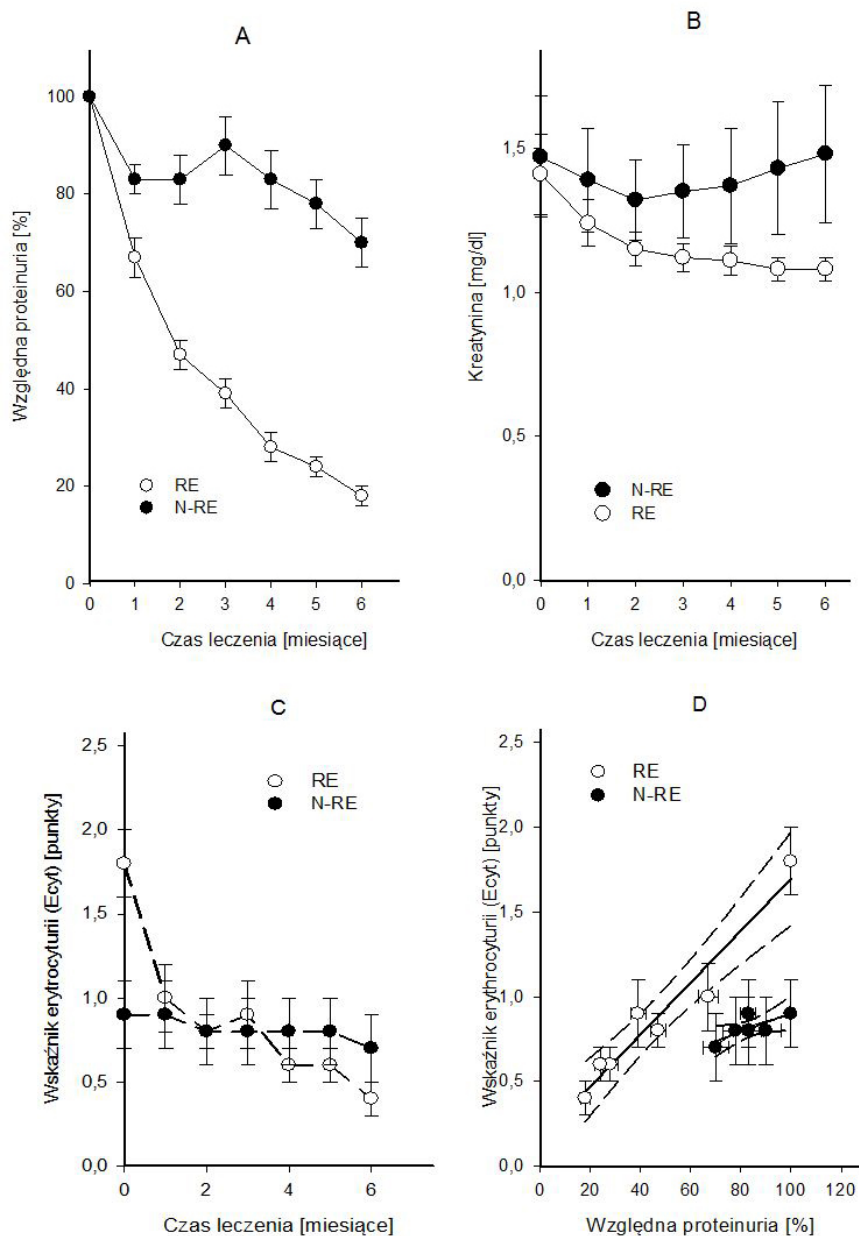 A
Względna proteinuria [%]
100
80
60
40
20
0
RE
N-RE
0 1 2 3 4 5 6
Czas leczenia [miesiące]
B
Kreatynina [mg/dl]
1,5
1,0
0,5
0,0
N-RE
RE
0 1 2 3 4 5 6
Czas leczenia [miesiące]
C
Wskaźnik erytrocyturii (Ecyt) [punkty]
2,5
2,0
1,5
1,0
0,5
0,0
RE
N-RE
0 2 4 6
Czas leczenia [miesiące]
D
Wskaźnik erythrocyturii (Ecyt) [punkty]
2,5
2,0
1,5
1,0
0,5
0,0
RE
N-RE
0 20 40 60 80 100 120
Względna proteinuria [%]